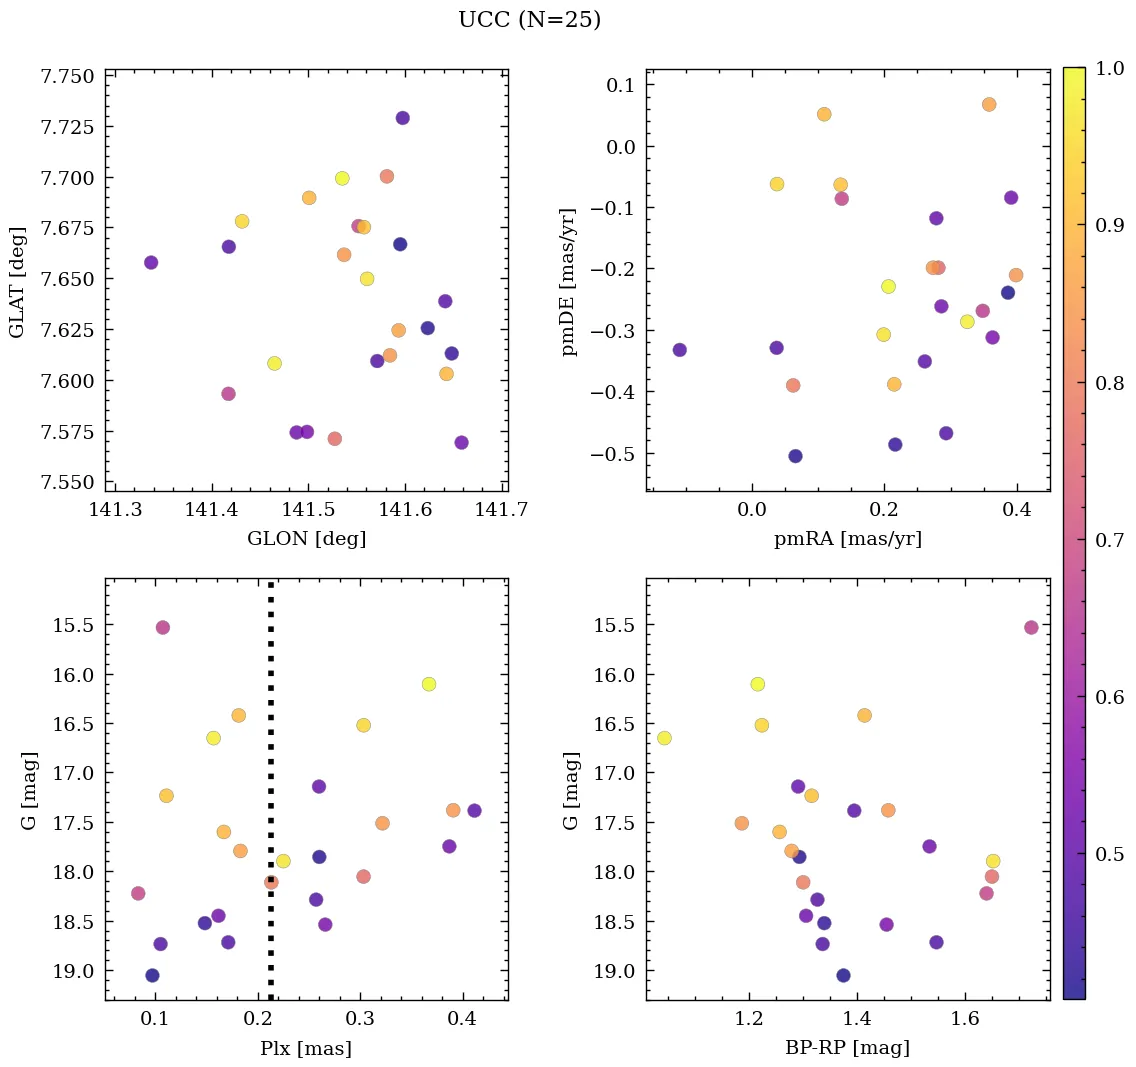 UCC (N=25)
7.750
7.725
7.700
7.675
7.650
7.625
7.600
7.575
7.550
GLAT [deg]
141.3 141.4 141.5 141.6 141.7
GLON [deg]
0.1
0.0
−0.1
−0.2
−0.3
−0.4
−0.5
pmDE [mas/yr]
0.0 0.2 0.4
pmRA [mas/yr]
1.0
0.9
0.8
0.7
0.6
0.5
15.5
16.0
16.5
17.0
17.5
18.0
18.5
19.0
G [mag]
0.1 0.2 0.3 0.4
Plx [mas]
15.5
16.0
16.5
17.0
17.5
18.0
18.5
19.0
G [mag]
1.2 1.4 1.6
BP-RP [mag]